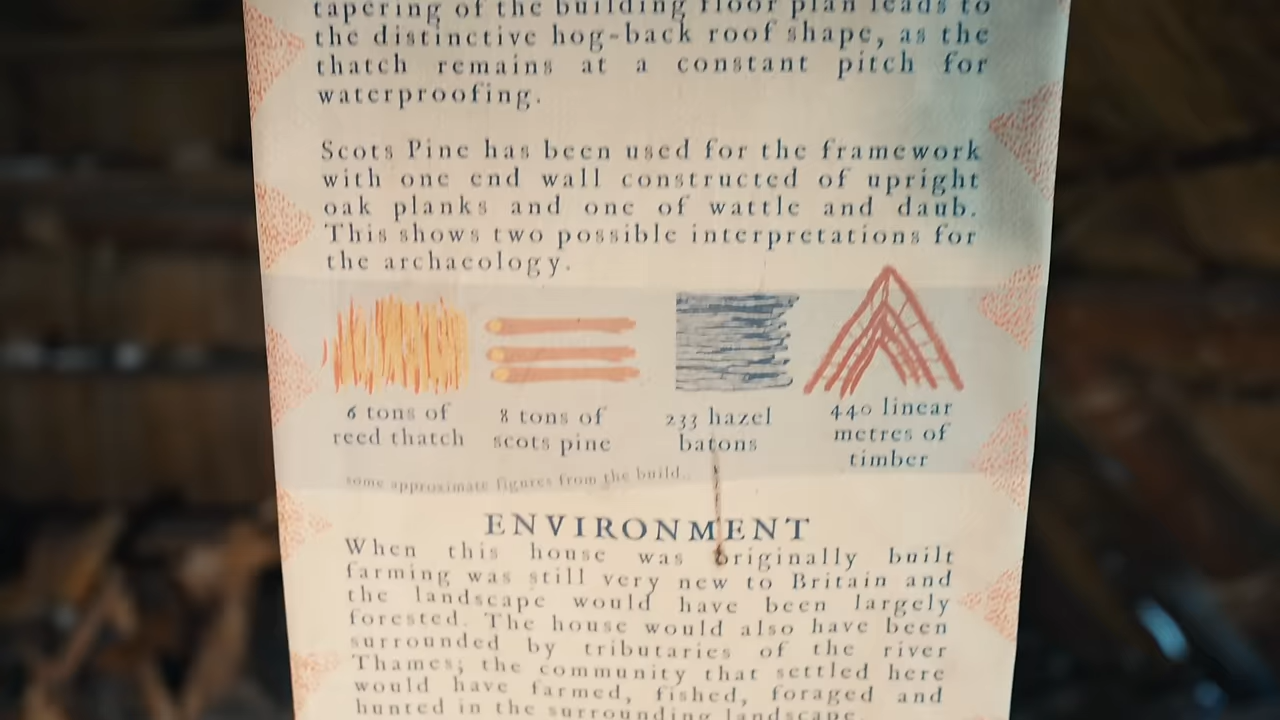 tapering of the building floor plan leads to
the distinctive hog-back roof shape, as the
thatch remains at a constant pitch for
waterproofing.
Scots Pine has been used for the framework
with one end wall constructed of upright
oak planks and one of wattle and daub.
This shows two possible interpretations for
the archaeology.
6 tons of
reed thatch
8 tons of
scots pine
233 hazel
batons
440 linear
metres of
timber
some approximate figures from the build..
ENVIRONMENT
When this house was originally built
farming was still very new to Britain and
the landscape would have been largely
forested. The house would also have been
surrounded by tributaries of the river
Thames; the community that settled here
would have farmed, fished, foraged and
hunted in the surrounding landscape.